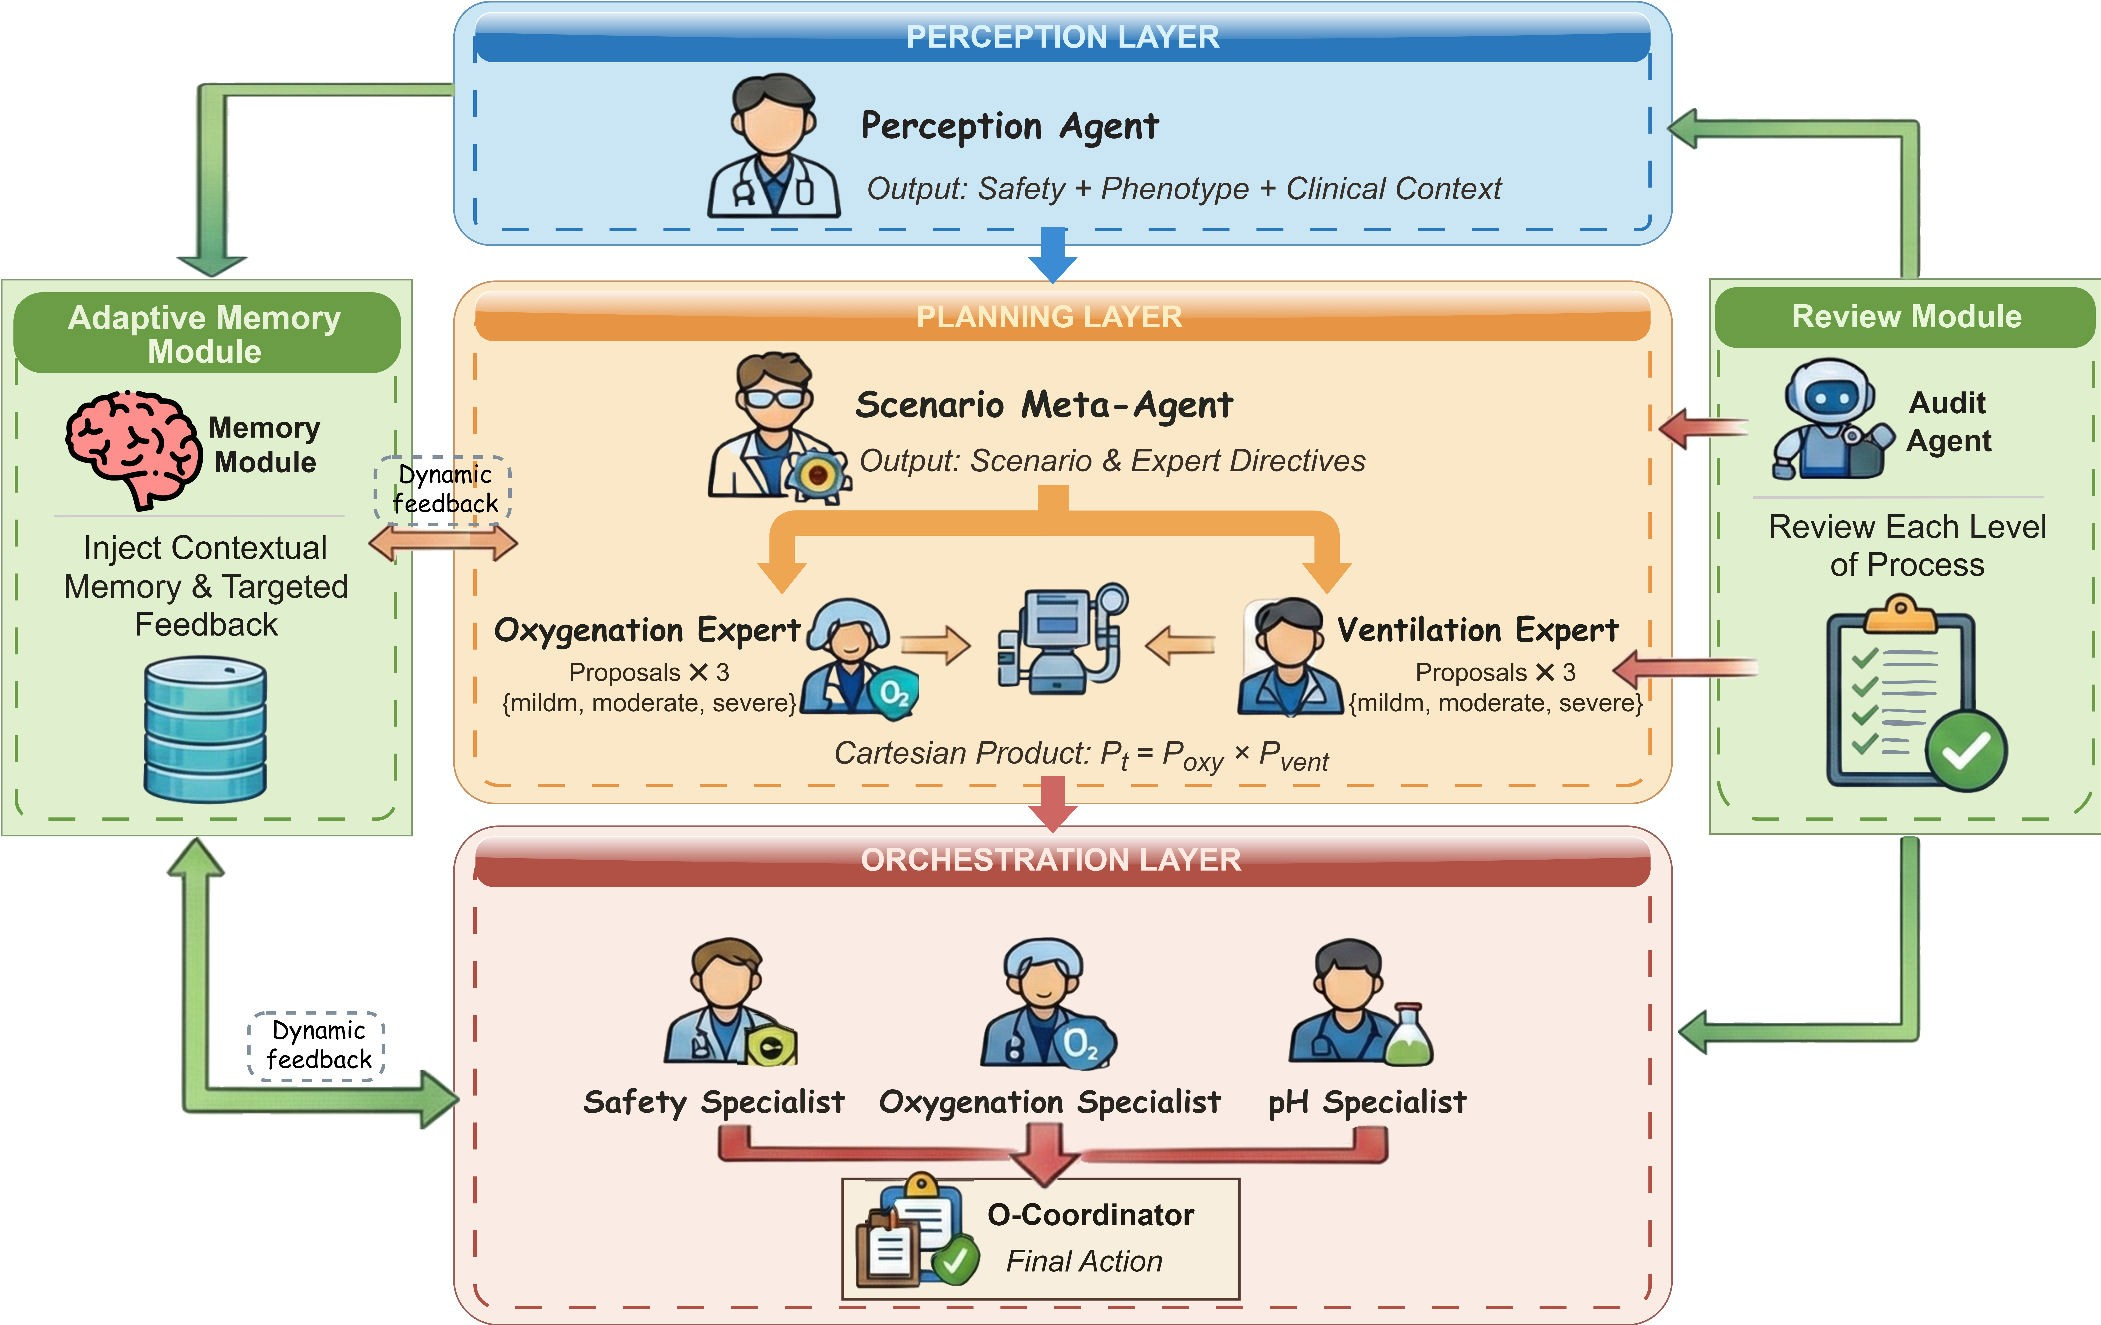 PERCEPTION LAYER
Perception Agent
Output: Safety + Phenotype + Clinical Context
Adaptive Memory
Module
Memory
Module
Inject Contextual
Memory & Targeted
Feedback
Dynamic
feedback
PLANNING LAYER
Scenario Meta-Agent
Output: Scenario & Expert Directives
Oxygenation Expert
Proposals × 3
{mildm, moderate, severe}
O2
Ventilation Expert
Proposals × 3
{mildm, moderate, severe}
Cartesian Product: Pt = Poxy × Pvent
Review Module
Audit
Agent
Review Each Level
of Process
Dynamic
feedback
ORCHESTRATION LAYER
O2
Safety Specialist
Oxygenation Specialist
pH Specialist
O-Coordinator
Final Action